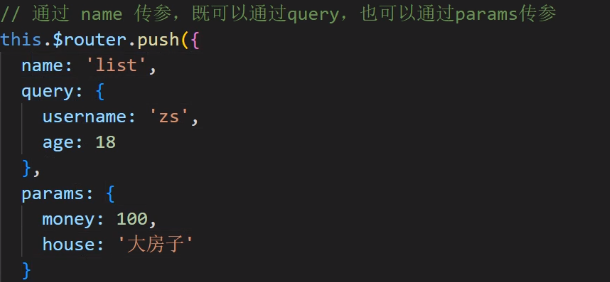 // 通过 name 传参，既可以通过query，也可以通过params传参
this.$router.push({
  name: 'list',
  query: {
    username: 'zs',
    age: 18
  },
  params: {
    money: 100,
    house: '大房子'
  }